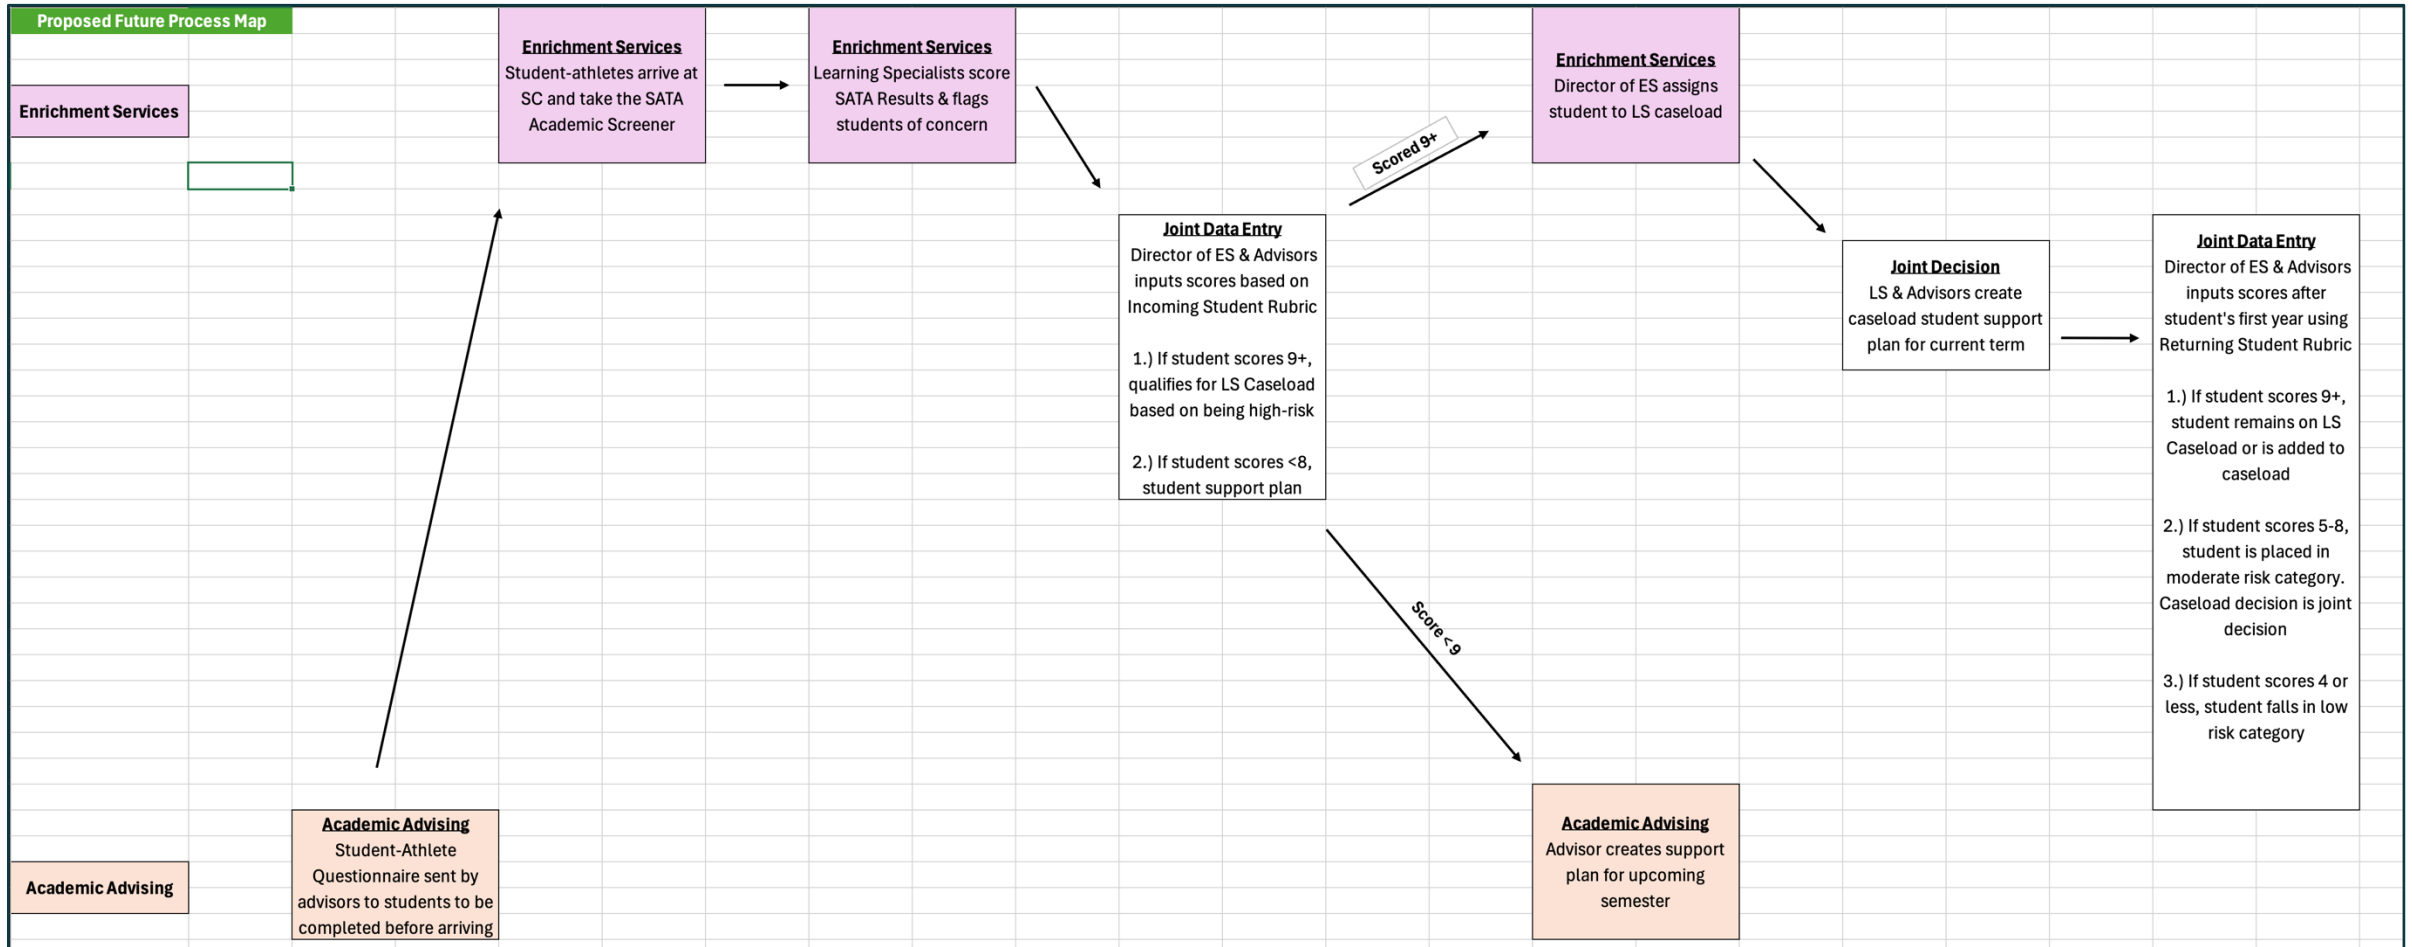 Proposed Future Process Map
Enrichment Services
Enrichment Services
Student-athletes arrive at
SC and take the SATA
Academic Screener
Enrichment Services
Learning Specialists score
SATA Results & flags
students of concern
Joint Data Entry
Director of ES & Advisors
inputs scores based on
Incoming Student Rubric
1.) If student scores 9+,
qualifies for LS Caseload
based on being high-risk
2.) If student scores <8,
student support plan
Scored 9+
Enrichment Services
Director of ES assigns
student to LS caseload
Joint Decision
LS & Advisors create
caseload student support
plan for current term
Joint Data Entry
Director of ES & Advisors
inputs scores after
student's first year using
Returning Student Rubric
1.) If student scores 9+,
student remains on LS
Caseload or is added to
caseload
2.) If student scores 5-8,
student is placed in
moderate risk category.
Caseload decision is joint
decision
3.) If student scores 4 or
less, student falls in low
risk category
Score <9
Academic Advising
Academic Advising
Student-Athlete
Questionnaire sent by
advisors to students to be
completed before arriving
Academic Advising
Advisor creates support
plan for upcoming
semester